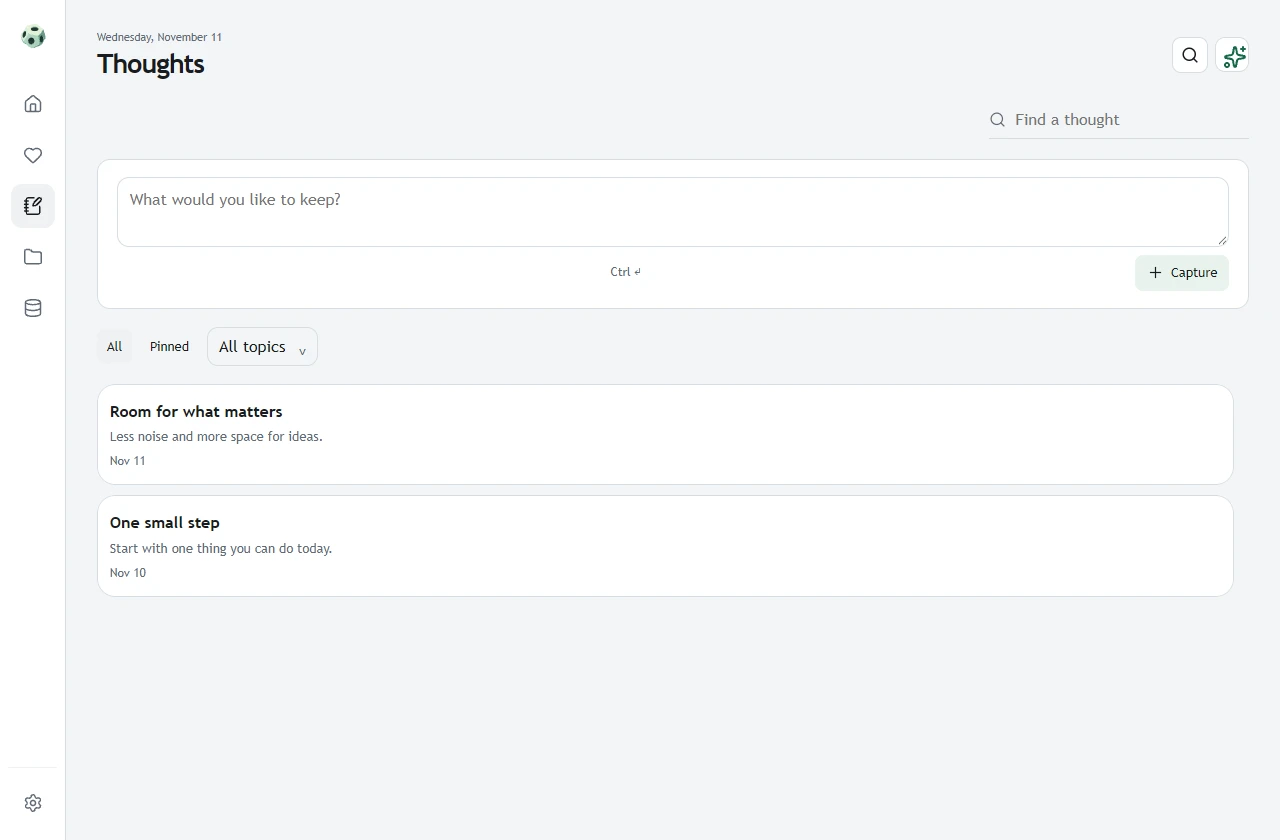 Wednesday, November 11
Thoughts
Find a thought
What would you like to keep?
Ctrl ↵
Capture
All
Pinned
All topics
Room for what matters
Less noise and more space for ideas.
Nov 11
One small step
Start with one thing you can do today.
Nov 10